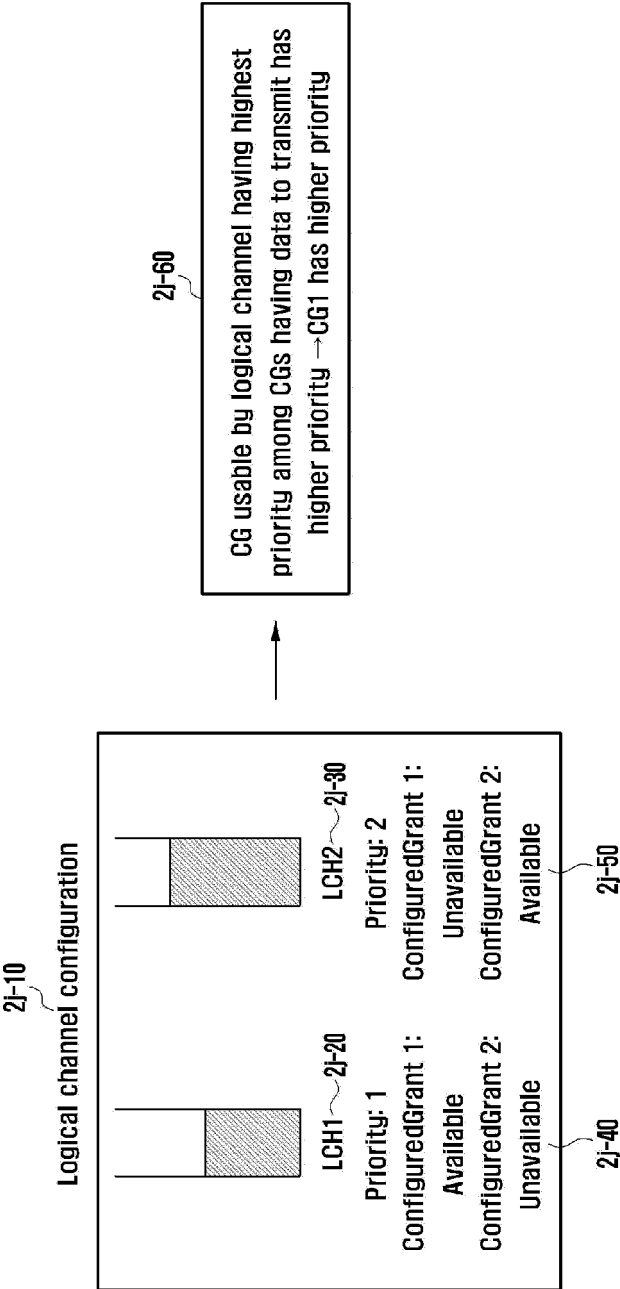 2j-10
Logical channel configuration
LCH1 2j-20
Priority: 1
ConfiguredGrant 1:
Available
ConfiguredGrant 2:
Unavailable
2j-40
LCH2 2j-30
Priority: 2
ConfiguredGrant 1:
Unavailable
ConfiguredGrant 2:
Available
2j-50
2j-60
CG usable by logical channel having highest
priority among CGs having data to transmit has
higher priority →CG1 has higher priority